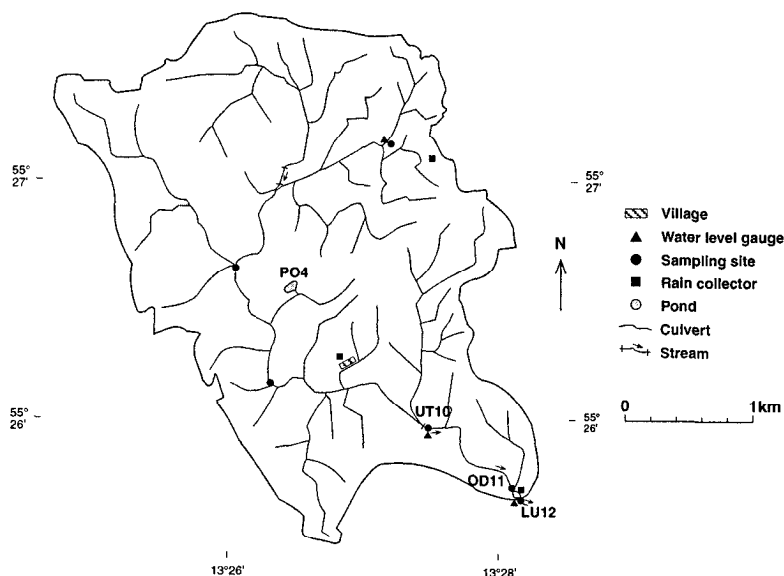 55°
27'
55°
27'
PO4
N
Village
Water level gauge
Sampling site
Rain collector
Pond
Culvert
Stream
0 1km
55°
26'
55°
26'
UT10
OD11
LU12
13°26
13°28